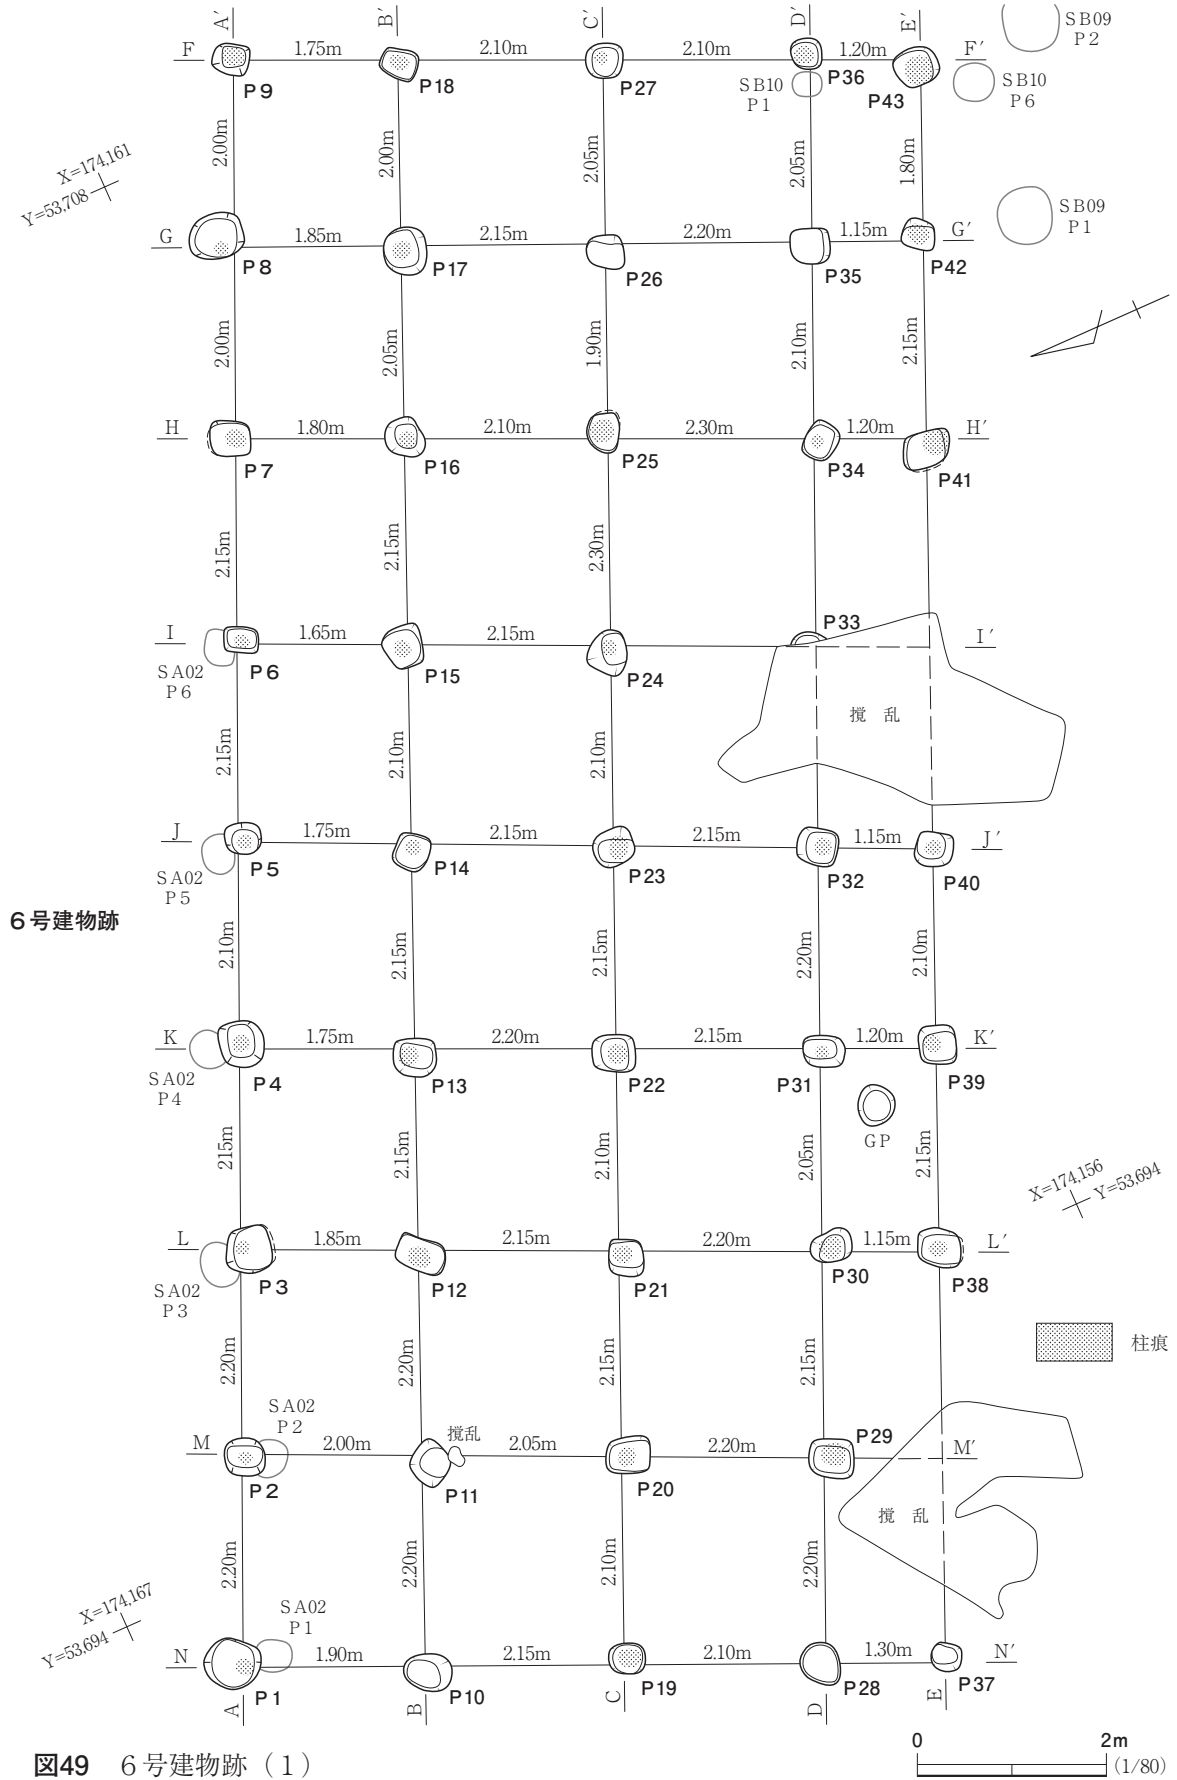 A′ B′ C′ D′ E′
SB09
P2
F 1.75m 2.10m 2.10m 1.20m F′
P9 P18 P27 P36 P43
SB10
P1
SB10
P6
2.00m 2.00m 2.05m 2.05m 1.80m
X=174,161
Y=53,708
SB09
P1
G 1.85m 2.15m 2.20m 1.15m G′
P8 P17 P26 P35 P42
2.00m 2.05m 1.90m 2.10m 2.15m
H 1.80m 2.10m 2.30m 1.20m H′
P7 P16 P25 P34 P41
2.15m 2.15m 2.30m
I 1.65m 2.15m P33 I′
P6 P15 P24
SA02
P6
撹乱
2.15m 2.10m 2.10m
J 1.75m 2.15m 2.15m 1.15m J′
P5 P14 P23 P32 P40
SA02
P5
6号建物跡
2.10m 2.15m 2.15m 2.20m 2.10m
K 1.75m 2.20m 2.15m 1.20m K′
P4 P13 P22 P31 P39
SA02
P4
GP
215m 2.15m 2.10m 2.05m 2.15m
X=174,156
Y=53,694
L 1.85m 2.15m 2.20m 1.15m L′
P3 P12 P21 P30 P38
SA02
P3
柱痕
2.20m 2.20m 2.15m 2.15m
SA02
P2
撹乱
M 2.00m 2.05m 2.20m P29 M′
P2 P11 P20
撹乱
2.20m 2.20m 2.10m 2.20m
X=174,167
Y=53,694
SA02
P1
N 1.90m 2.15m 2.10m 1.30m N′
P1 P10 P19 P28 P37
A B C D E
図49 6号建物跡（1）
0 2m
(1/80)